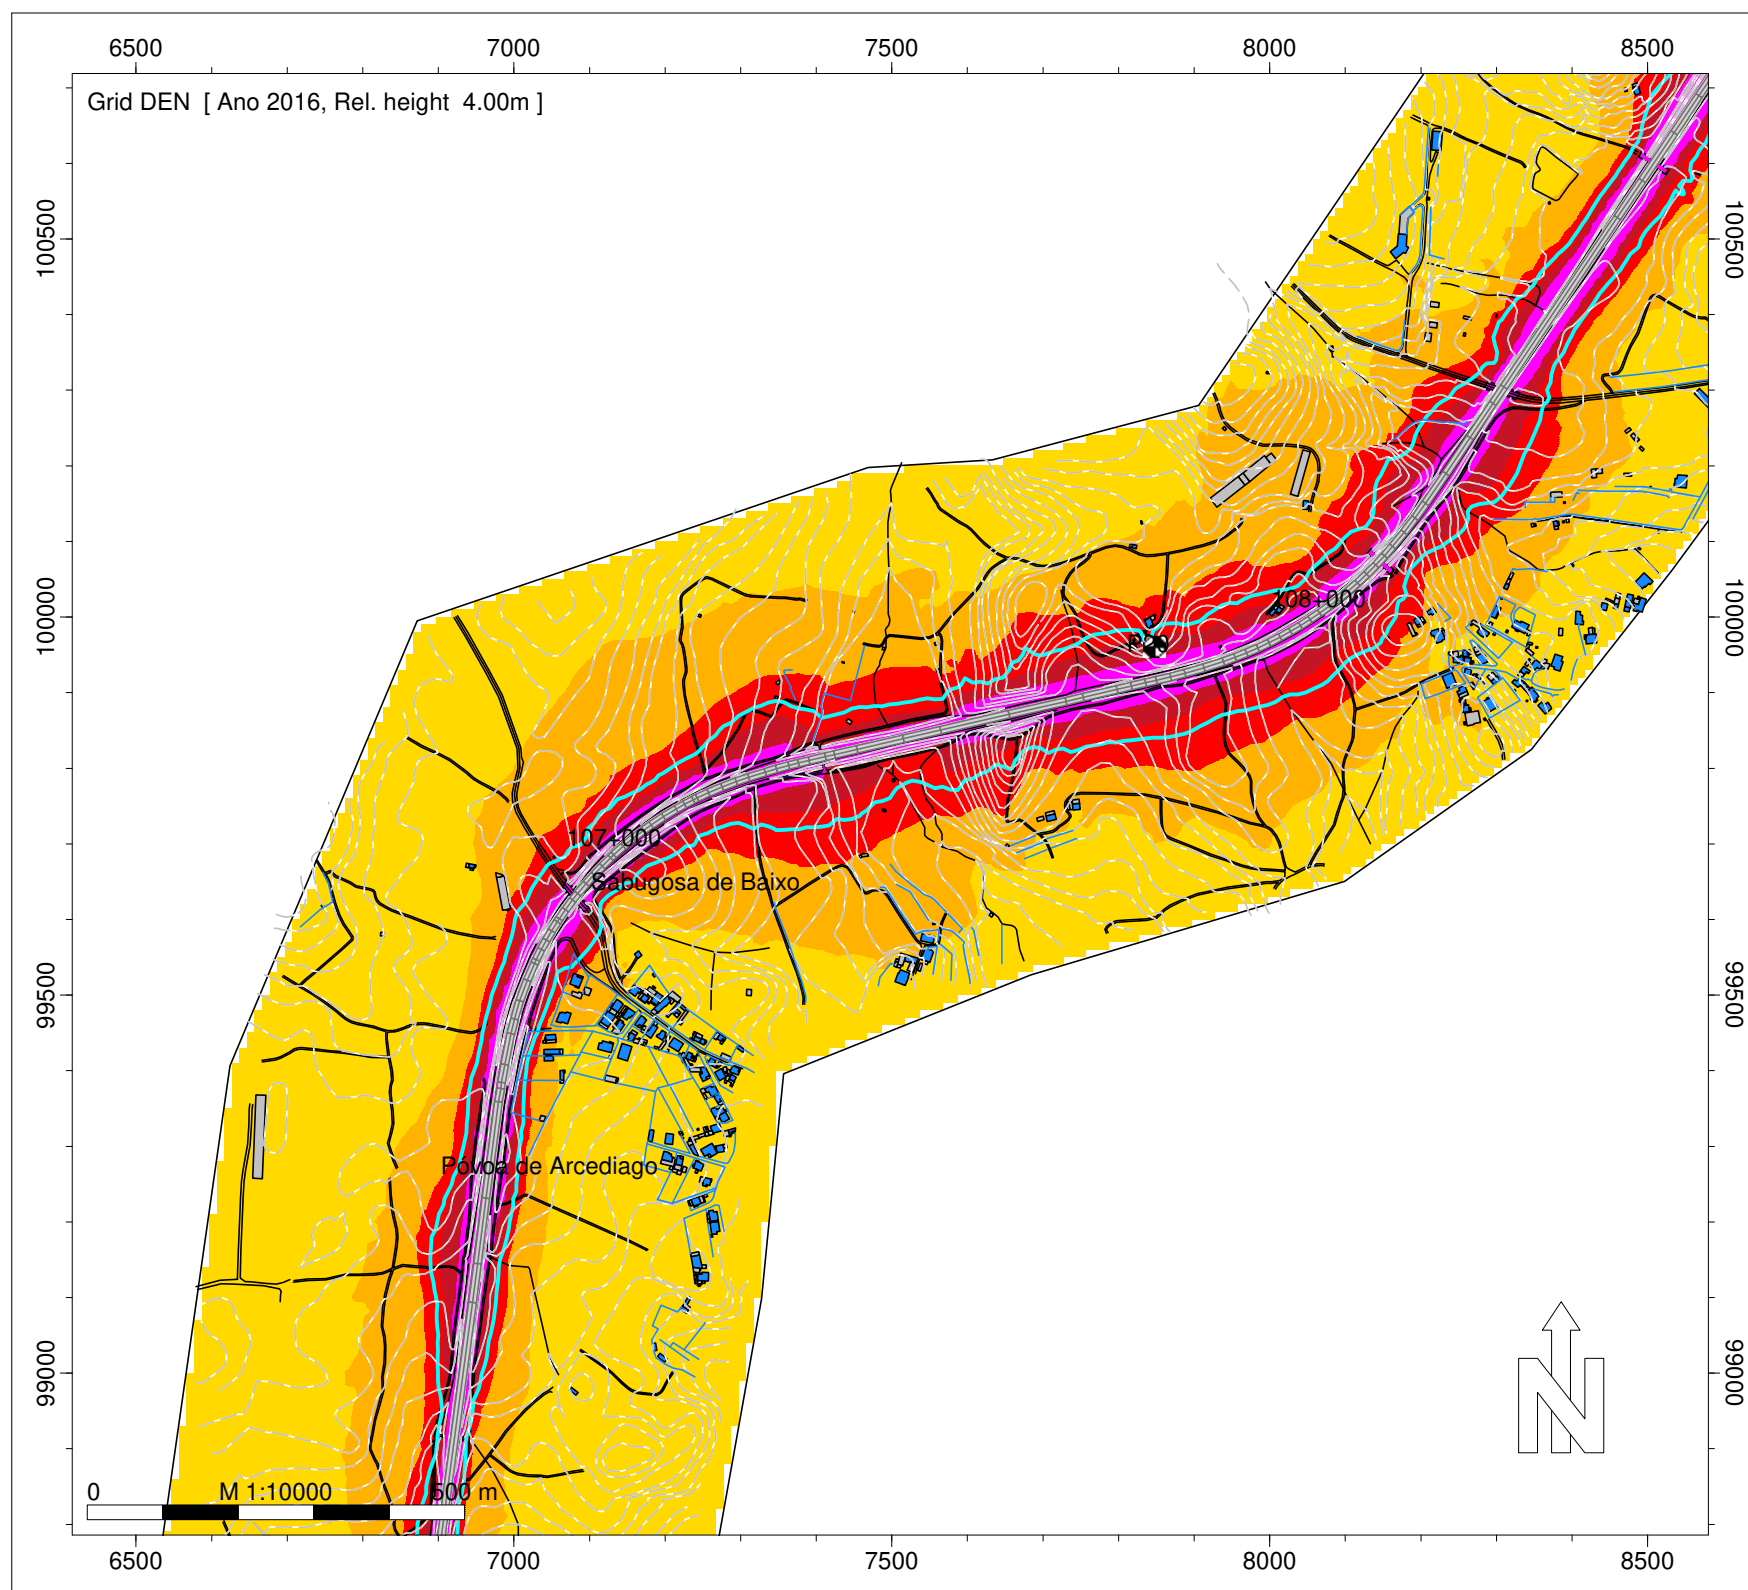 6500 7000 7500 8000 8500
Grid DEN [ Ano 2016, Rel. height 4.00m ]
100500 100500
100000 100000
108+000
107+000
Sabugosa de Baixo
99500 99500
Póvoa de Arcediago
99000 99000
0 M 1:10000 500 m
N
6500 7000 7500 8000 8500